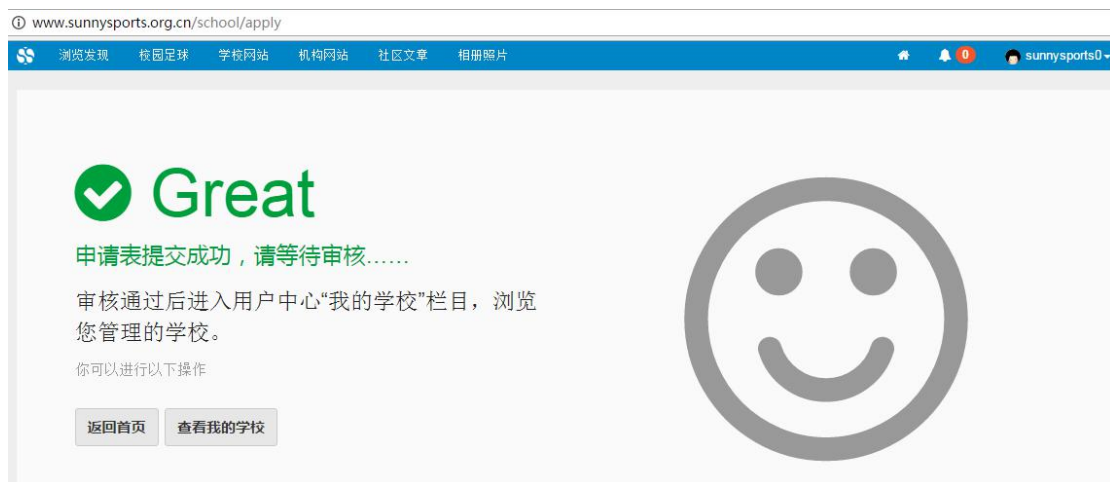 www.sunnysports.org.cn/school/apply
浏览发现 校园足球 学校网站 机构网站 社区文章 相册照片 0 sunnysports0
Great
申请表提交成功，请等待审核……
审核通过后进入用户中心“我的学校”栏目，浏览
您管理的学校。
你可以进行以下操作
返回首页 查看我的学校